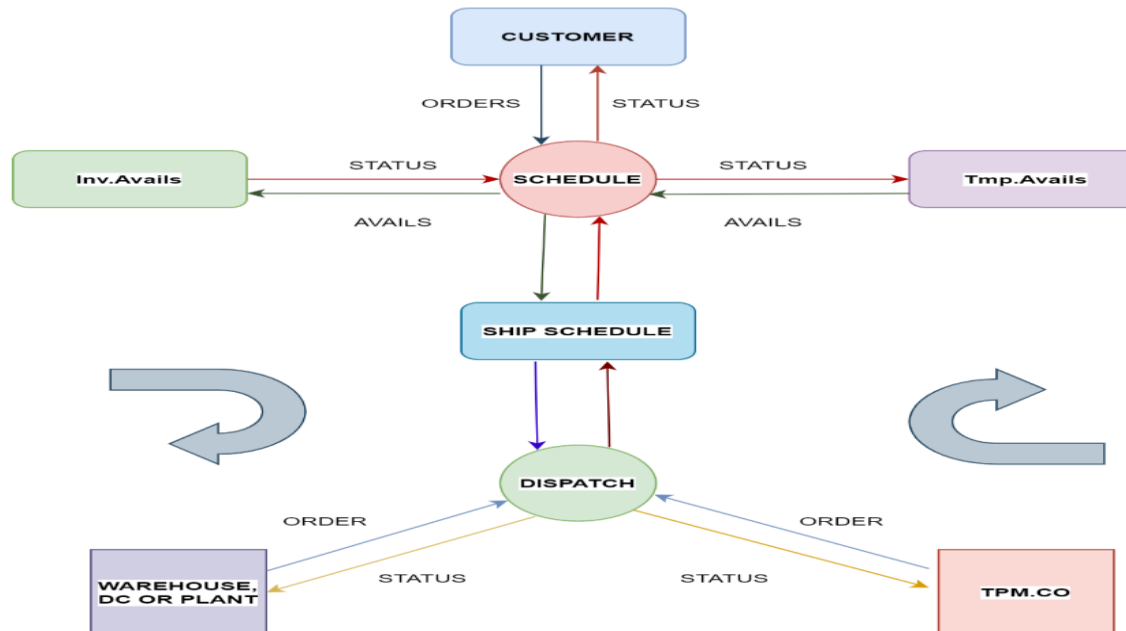 CUSTOMER
ORDERS
STATUS
Inv.Avails
STATUS
SCHEDULE
STATUS
Tmp.Avails
AVAILS
AVAILS
SHIP SCHEDULE
DISPATCH
ORDER
ORDER
WAREHOUSE,
DC OR PLANT
STATUS
STATUS
TPM.CO